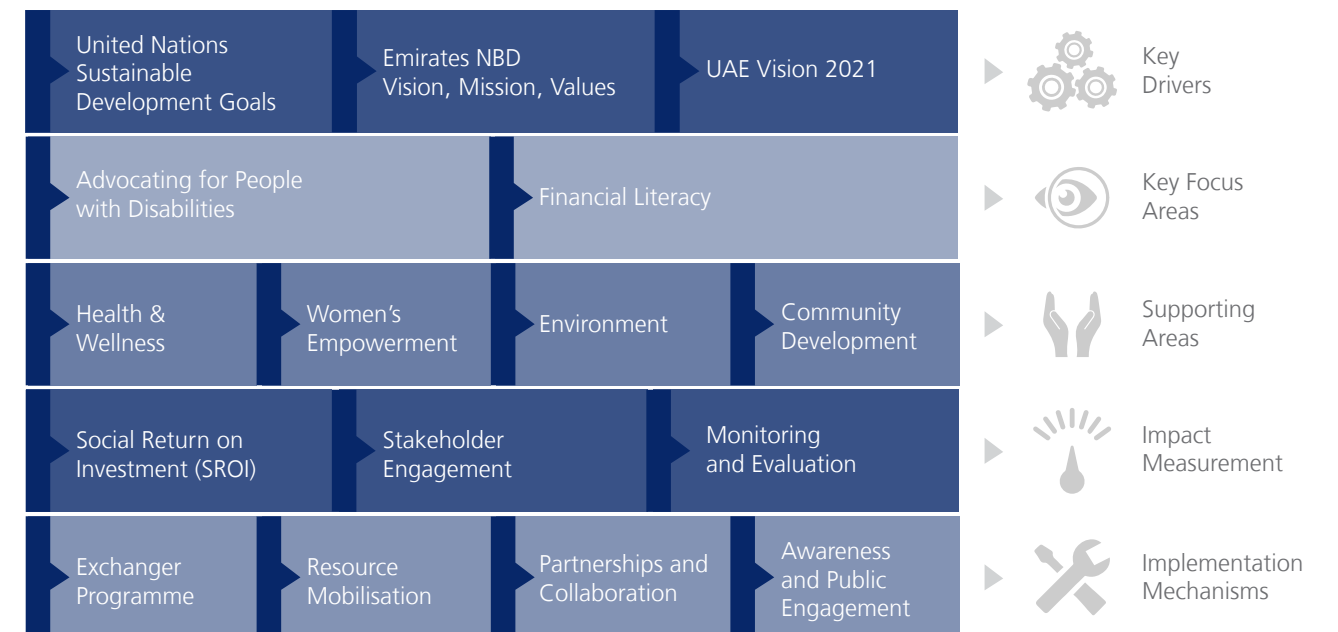 United Nations
Sustainable
Development Goals
Emirates NBD
Vision, Mission, Values
UAE Vision 2021
Key
Drivers
Advocating for People
with Disabilities
Financial Literacy
Key Focus
Areas
Health &
Wellness
Women’s
Empowerment
Environment
Community
Development
Supporting
Areas
Social Return on
Investment (SROI)
Stakeholder
Engagement
Monitoring
and Evaluation
Impact
Measurement
Exchanger
Programme
Resource
Mobilisation
Partnerships and
Collaboration
Awareness
and Public
Engagement
Implementation
Mechanisms